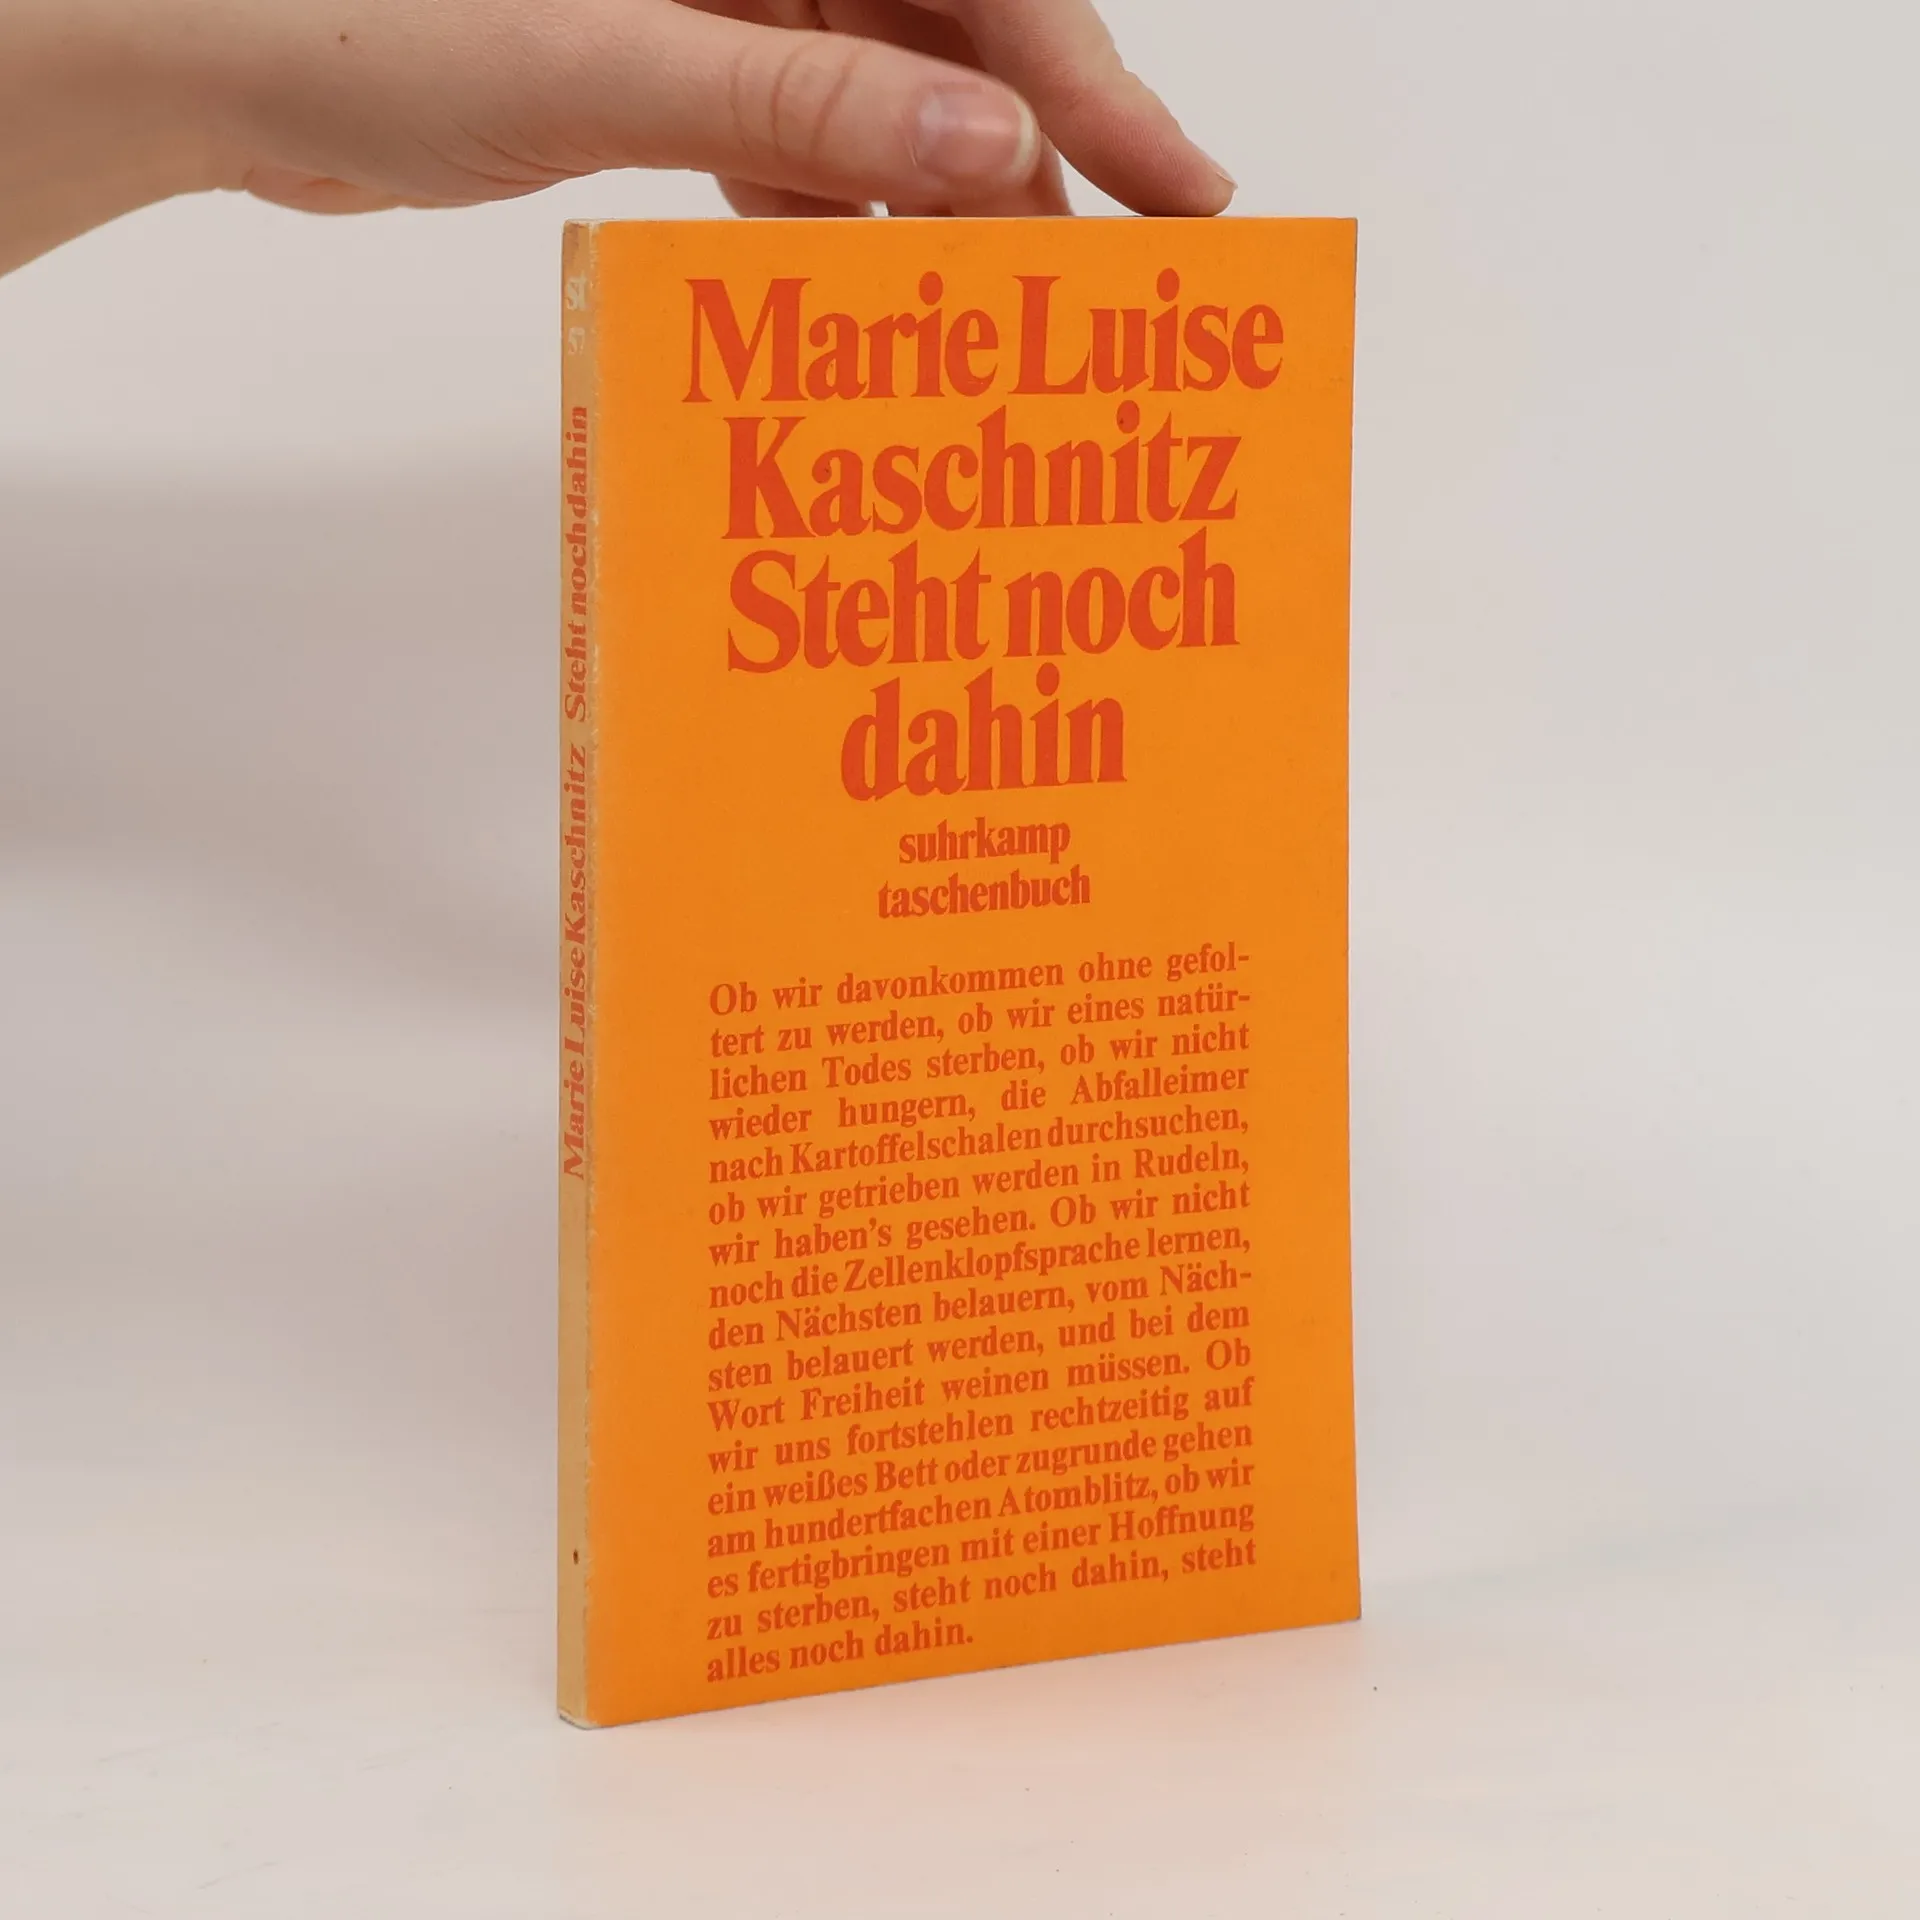 Marie Luise
Kaschnitz
Steht noch
dahin
suhrkamp
taschenbuch
Ob wir davonkommen ohne gefol-
tert zu werden, ob wir eines natür-
lichen Todes sterben, ob wir nicht
wieder hungern, die Abfalleimer
nach Kartoffelschalen durchsuchen,
ob wir getrieben werden in Rudeln,
wir haben's gesehen. Ob wir nicht
noch die Zellenklopfsprache lernen,
den Nächsten belauern, vom Näch-
sten belauert werden, und bei dem
Wort Freiheit weinen müssen. Ob
wir uns fortstehlen rechtzeitig auf
ein weißes Bett oder zugrunde gehen
am hundertfachen Atomblitz, ob wir
es fertigbringen mit einer Hoffnung
zu sterben, steht noch dahin, steht
alles noch dahin.
Marie Luise Kaschnitz Steht noch dahin
st
57